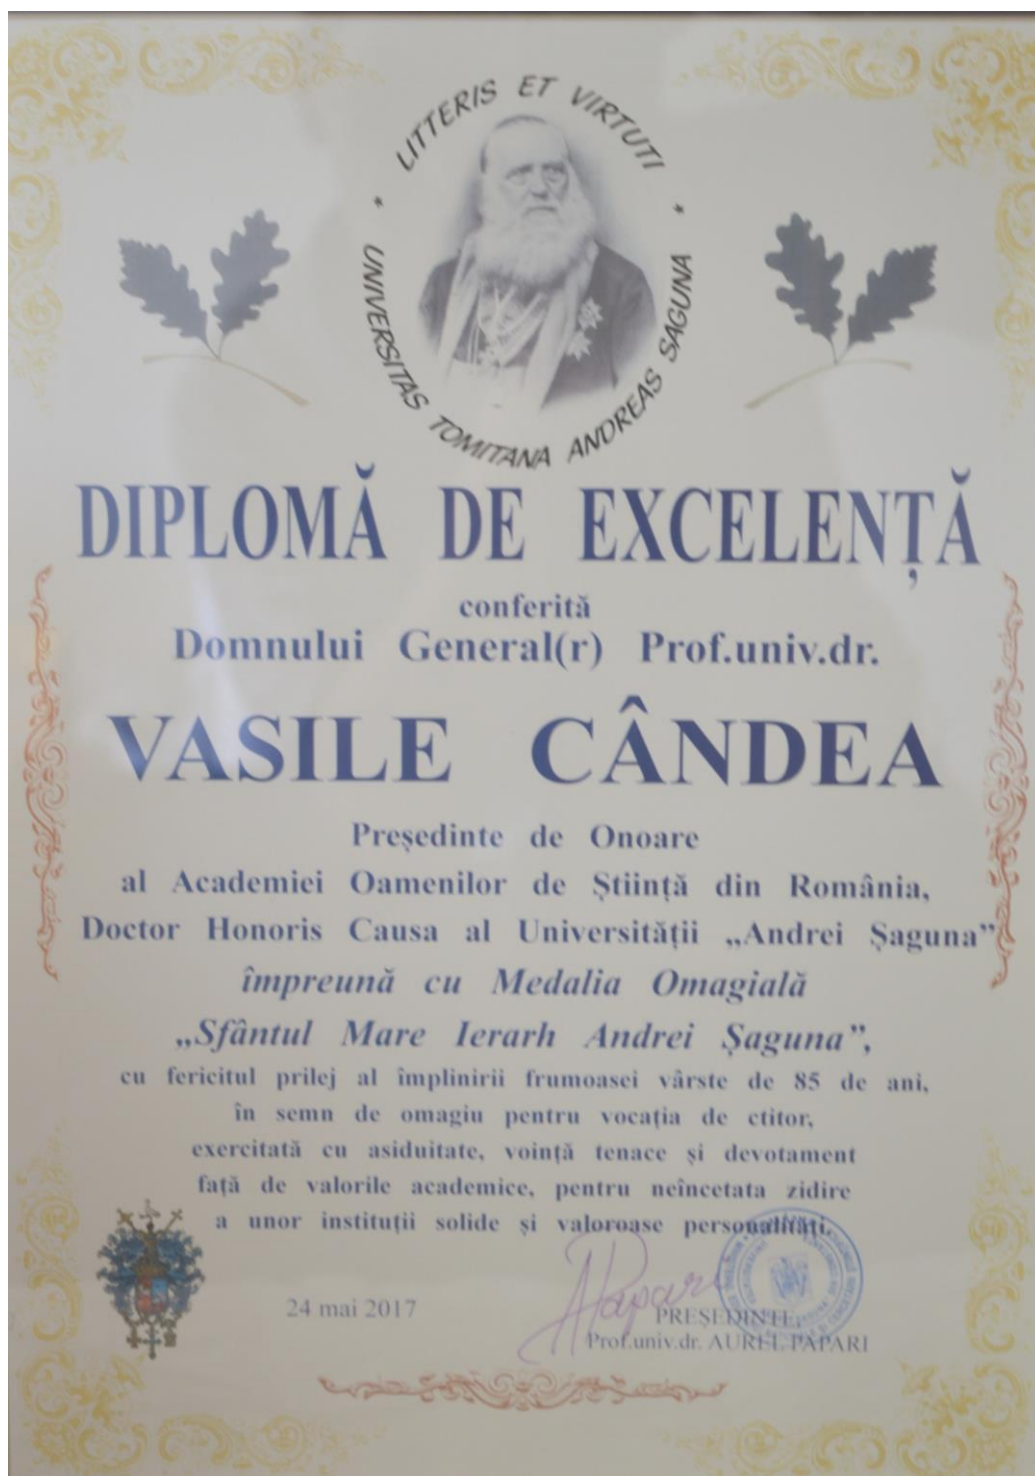 LITTERIS ET VIRTUTI
* *
UNIVERSITAS TOMITANA ANDREAS SAGUNA
DIPLOMĂ DE EXCELENȚĂ
conferită
Domnului General(r) Prof.univ.dr.
VASILE CÂNDEA
Președinte de Onoare
al Academiei Oamenilor de Știință din România,
Doctor Honoris Causa al Universității „Andrei Șaguna”
împreună cu Medalia Omagială
„Sfântul Mare Ierarh Andrei Șaguna”,
cu fericitul prilej al împlinirii frumoasei vârste de 85 de ani,
în semn de omagiu pentru vocația de ctitor,
exercitată cu asiduitate, voință tenace și devotament
față de valorile academice, pentru neîncetata zidire
a unor instituții solide și valoroase personalități.
24 mai 2017
APapari
PREȘEDINTE,
Prof.univ.dr. AUREL PAPARI